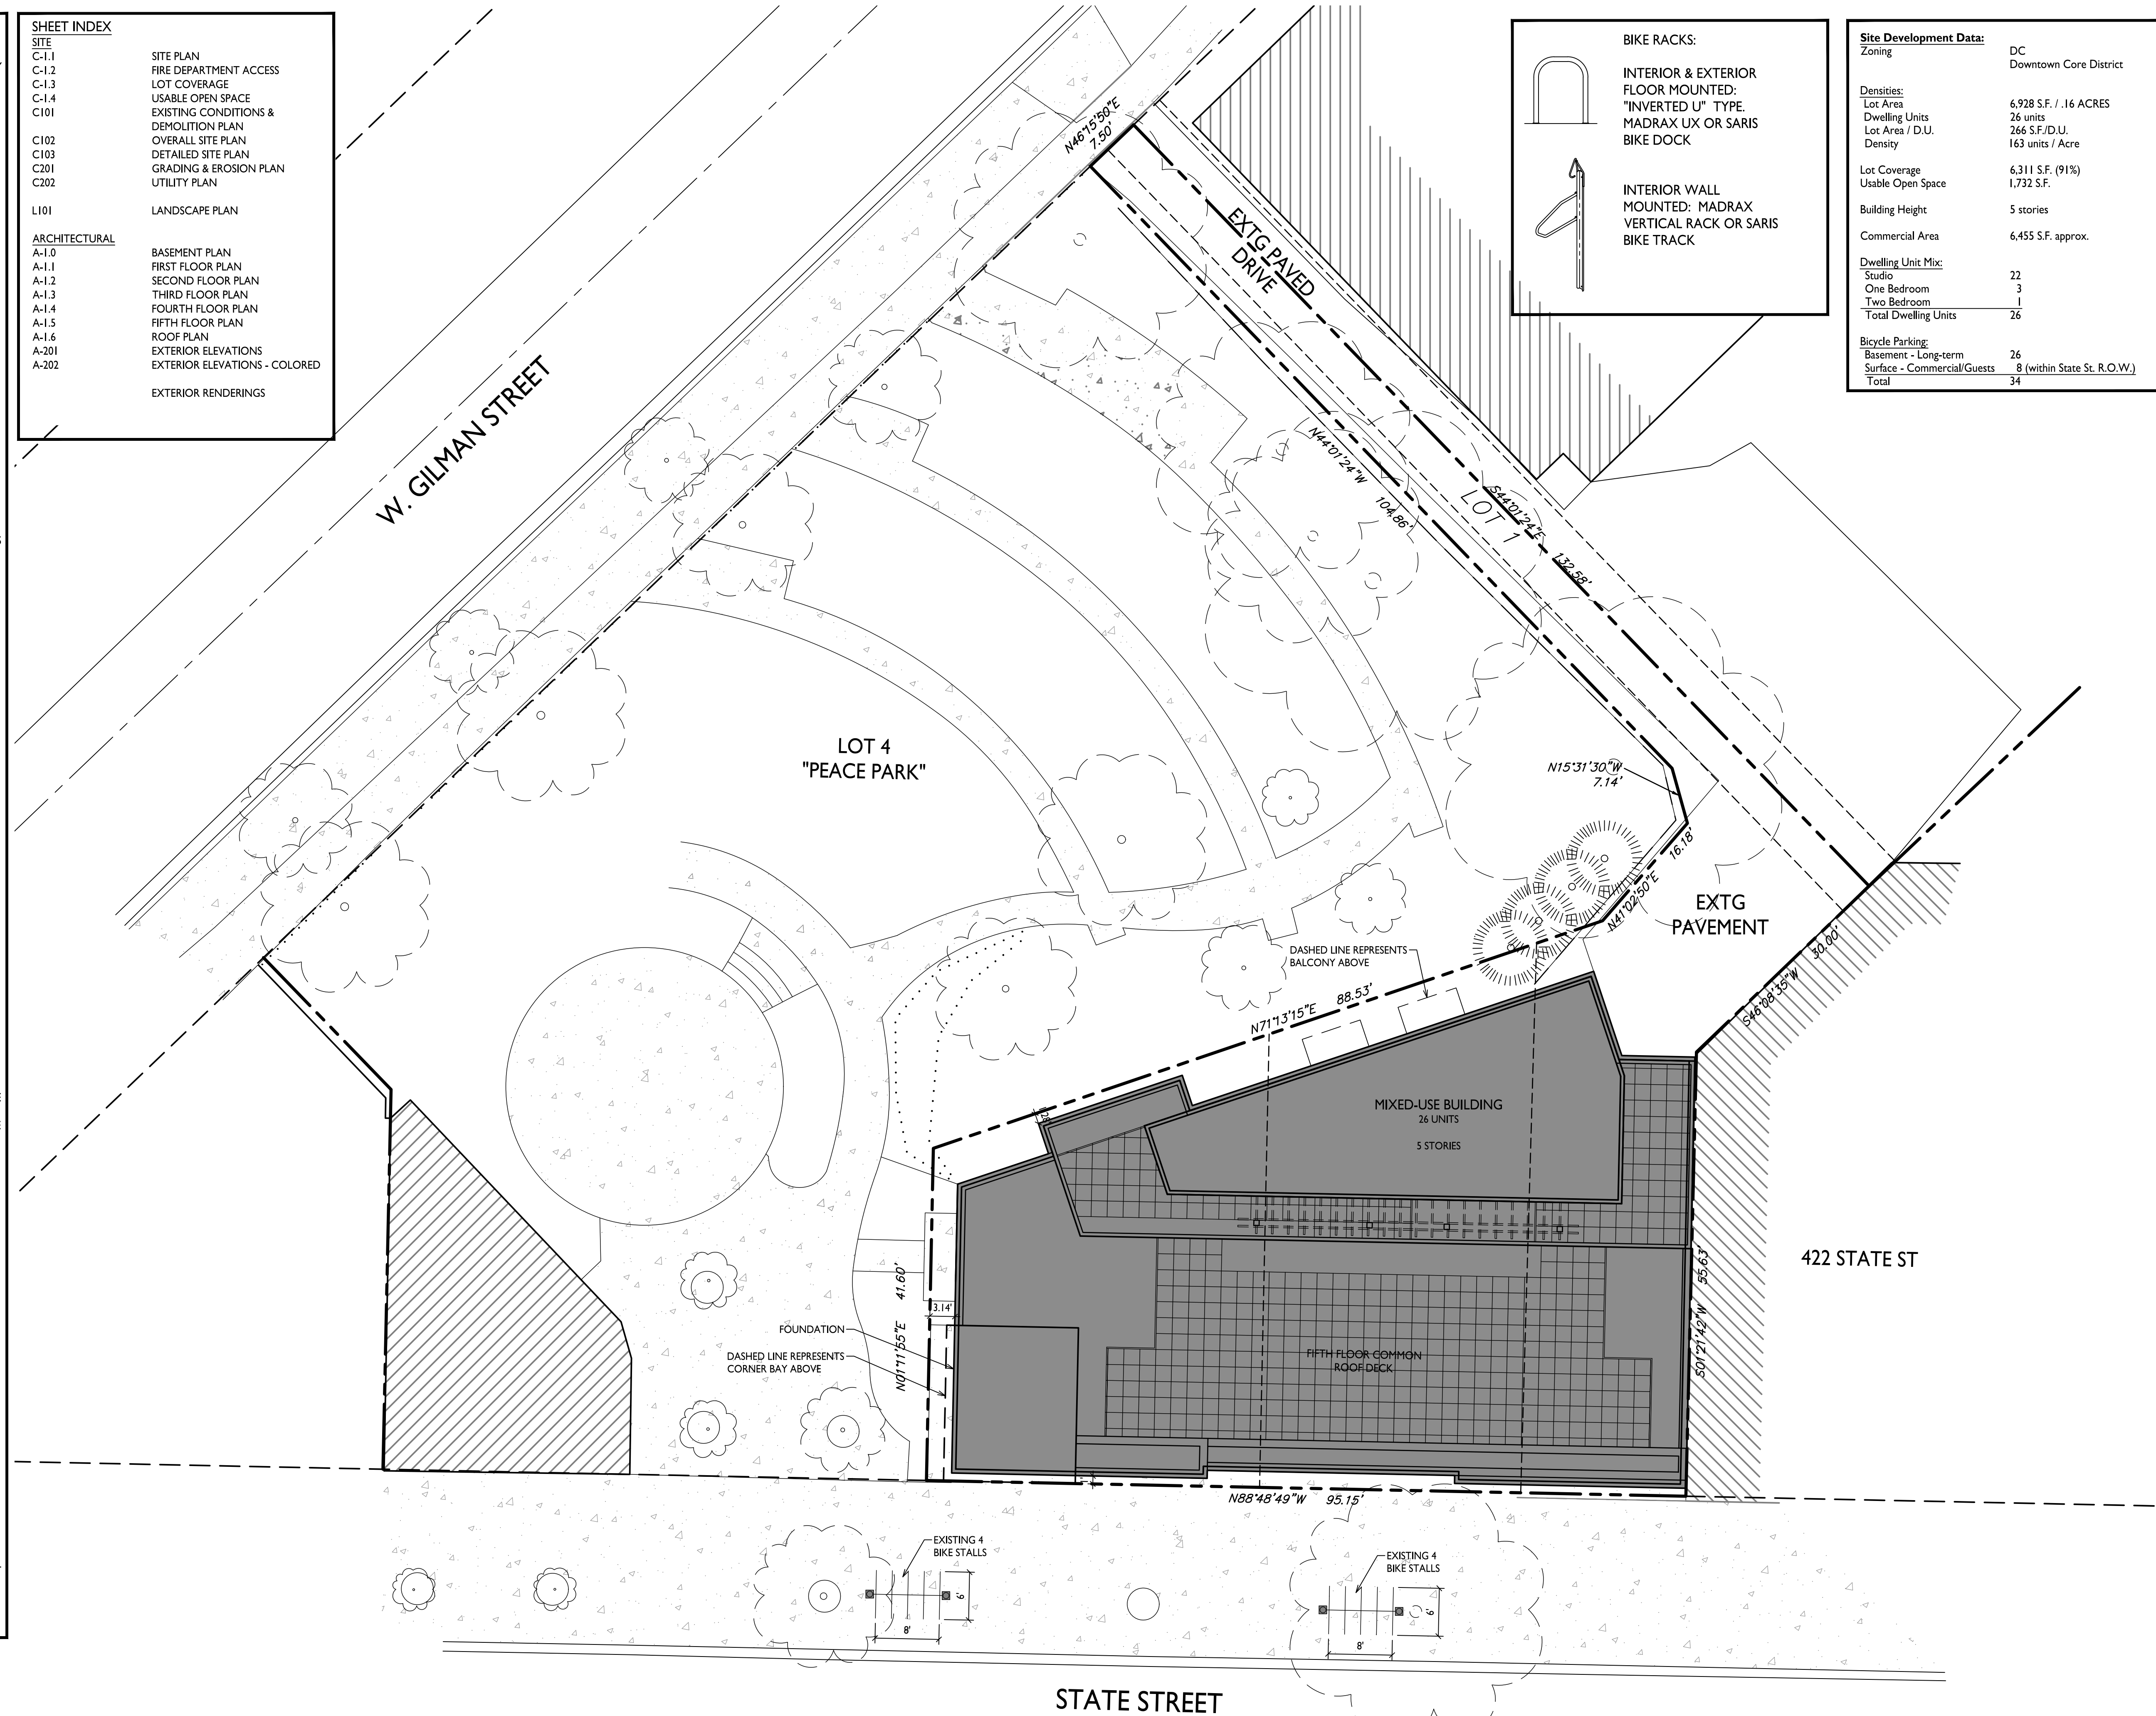 SHEET INDEX
SITE
C-1.1 SITE PLAN
C-1.2 FIRE DEPARTMENT ACCESS
C-1.3 LOT COVERAGE
C-1.4 USABLE OPEN SPACE
C101 EXISTING CONDITIONS &
DEMOLITION PLAN
C102 OVERALL SITE PLAN
C103 DETAILED SITE PLAN
C201 GRADING & EROSION PLAN
C202 UTILITY PLAN
L101 LANDSCAPE PLAN
ARCHITECTURAL
A-1.0 BASEMENT PLAN
A-1.1 FIRST FLOOR PLAN
A-1.2 SECOND FLOOR PLAN
A-1.3 THIRD FLOOR PLAN
A-1.4 FOURTH FLOOR PLAN
A-1.5 FIFTH FLOOR PLAN
A-1.6 ROOF PLAN
A-201 EXTERIOR ELEVATIONS
A-202 EXTERIOR ELEVATIONS - COLORED
EXTERIOR RENDERINGS
BIKE RACKS:
INTERIOR & EXTERIOR
FLOOR MOUNTED:
"INVERTED U" TYPE.
MADRAX UX OR SARIS
BIKE DOCK
INTERIOR WALL
MOUNTED: MADRAX
VERTICAL RACK OR SARIS
BIKE TRACK
Site Development Data:
Zoning DC
Downtown Core District
Densities:
Lot Area 6,928 S.F. / .16 ACRES
Dwelling Units 26 units
Lot Area / D.U. 266 S.F./D.U.
Density 163 units / Acre
Lot Coverage 6,311 S.F. (91%)
Usable Open Space 1,732 S.F.
Building Height 5 stories
Commercial Area 6,455 S.F. approx.
Dwelling Unit Mix:
Studio 22
One Bedroom 3
Two Bedroom 1
Total Dwelling Units 26
Bicycle Parking:
Basement - Long-term 26
Surface - Commercial/Guests 8 (within State St. R.O.W.)
Total 34
W. GILMAN STREET
N46°15'50"E
7.50'
EXTG PAVED
DRIVE
N44°01'24"W 104.86'
LOT 1
S44°01'24"E 132.58'
LOT 4
"PEACE PARK"
N15°31'30"W
7.14'
N41°02'50"E 16.18'
EXTG
PAVEMENT
S46°08'35"W 30.00'
DASHED LINE REPRESENTS
BALCONY ABOVE
N71°13'15"E 88.53'
MIXED-USE BUILDING
26 UNITS
5 STORIES
422 STATE ST
N01°11'55"E 41.60'
3.14'
S01°21'42"W 55.63'
FOUNDATION
DASHED LINE REPRESENTS
CORNER BAY ABOVE
FIFTH FLOOR COMMON
ROOF DECK
N88°48'49"W 95.15'
EXISTING 4
BIKE STALLS
6'
8'
EXISTING 4
BIKE STALLS
6'
8'
STATE STREET